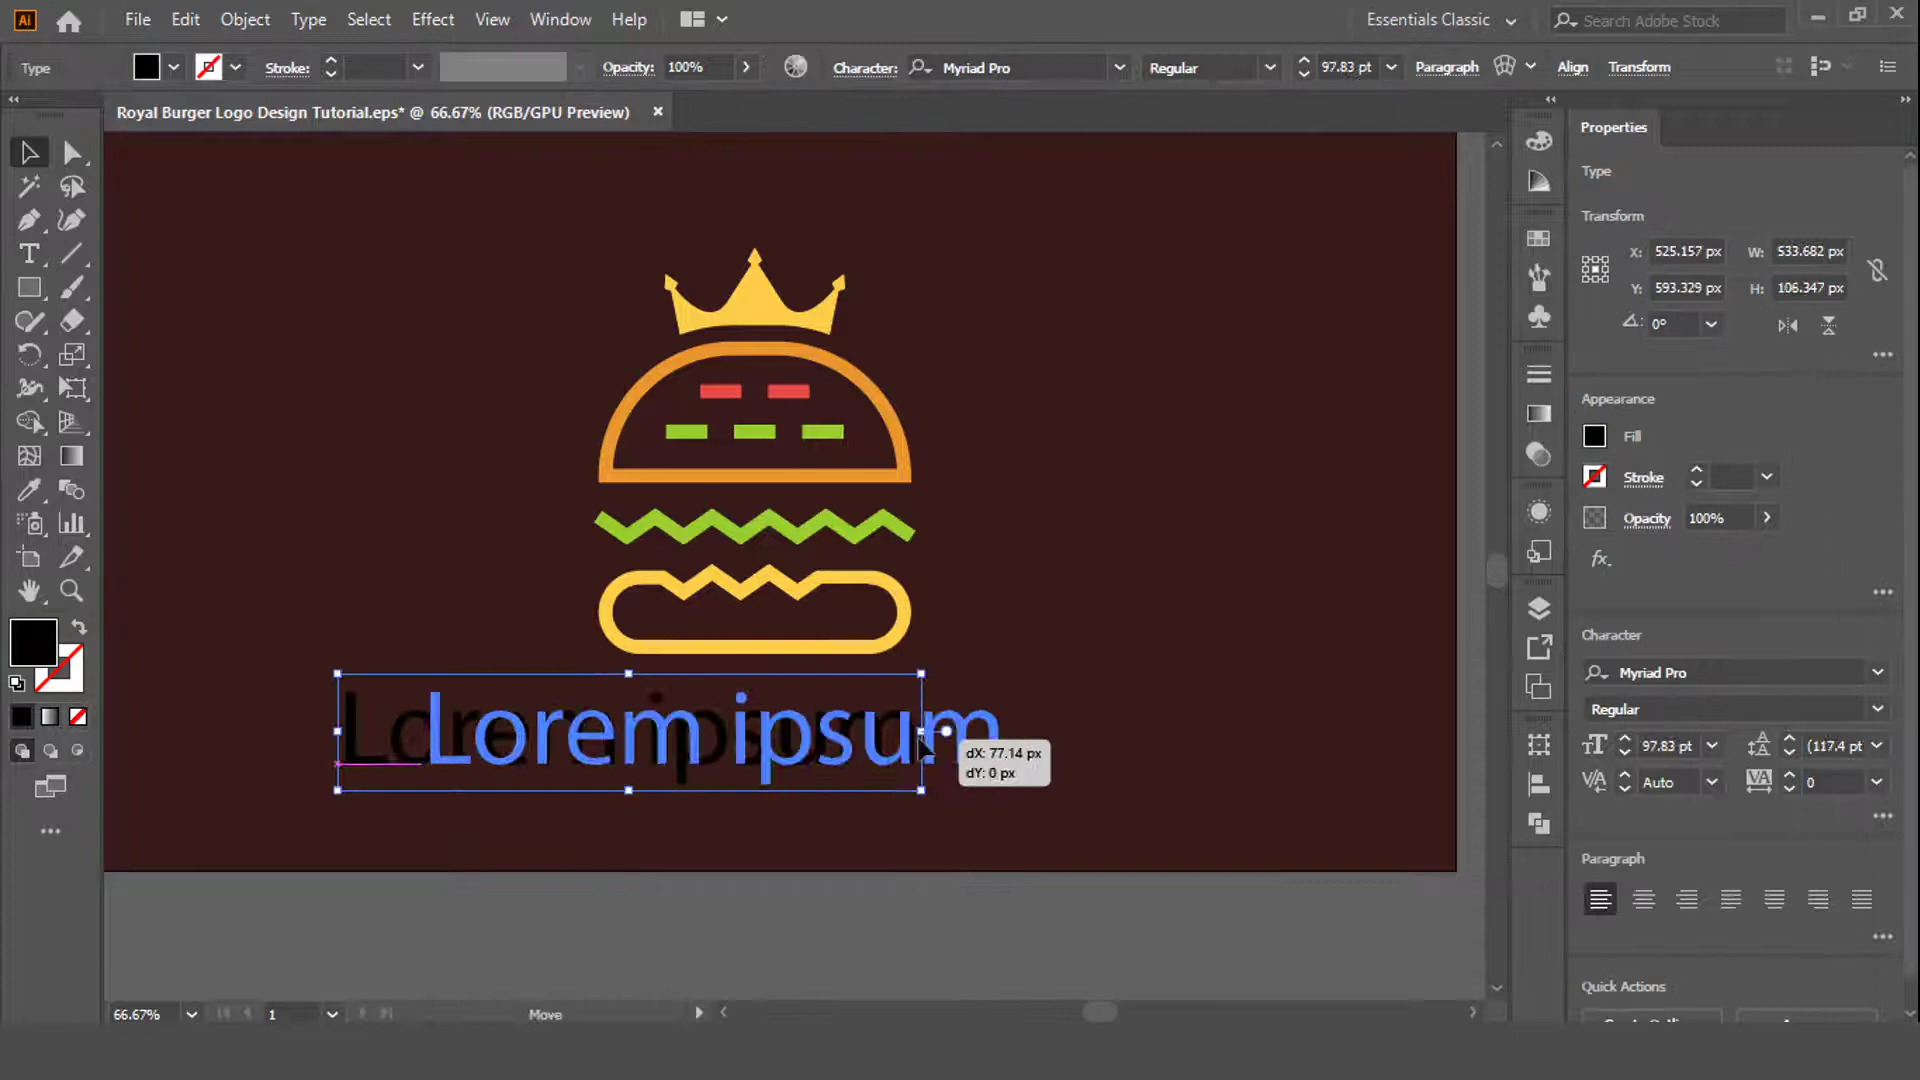 Ai File Edit Object Type Select Effect View Window Help Essentials Classic Search Adobe Stock
Type Stroke: Opacity: 100% Character: Myriad Pro Regular 97.83 pt Paragraph Align Transform
Royal Burger Logo Design Tutorial.eps* @ 66.67% (RGB/GPU Preview)
Properties
Type
Transform
X: 525.157 px W: 533.682 px
Y: 593.329 px H: 106.347 px
0°
Appearance
Fill
Stroke
Opacity 100%
fx.
Character
Myriad Pro
Regular
97.83 pt (117.4 pt
Auto 0
Paragraph
Quick Actions
Lorem ipsum
Lorem ipsum
dX: 77.14 px
dY: 0 px
66.67% 1 Move